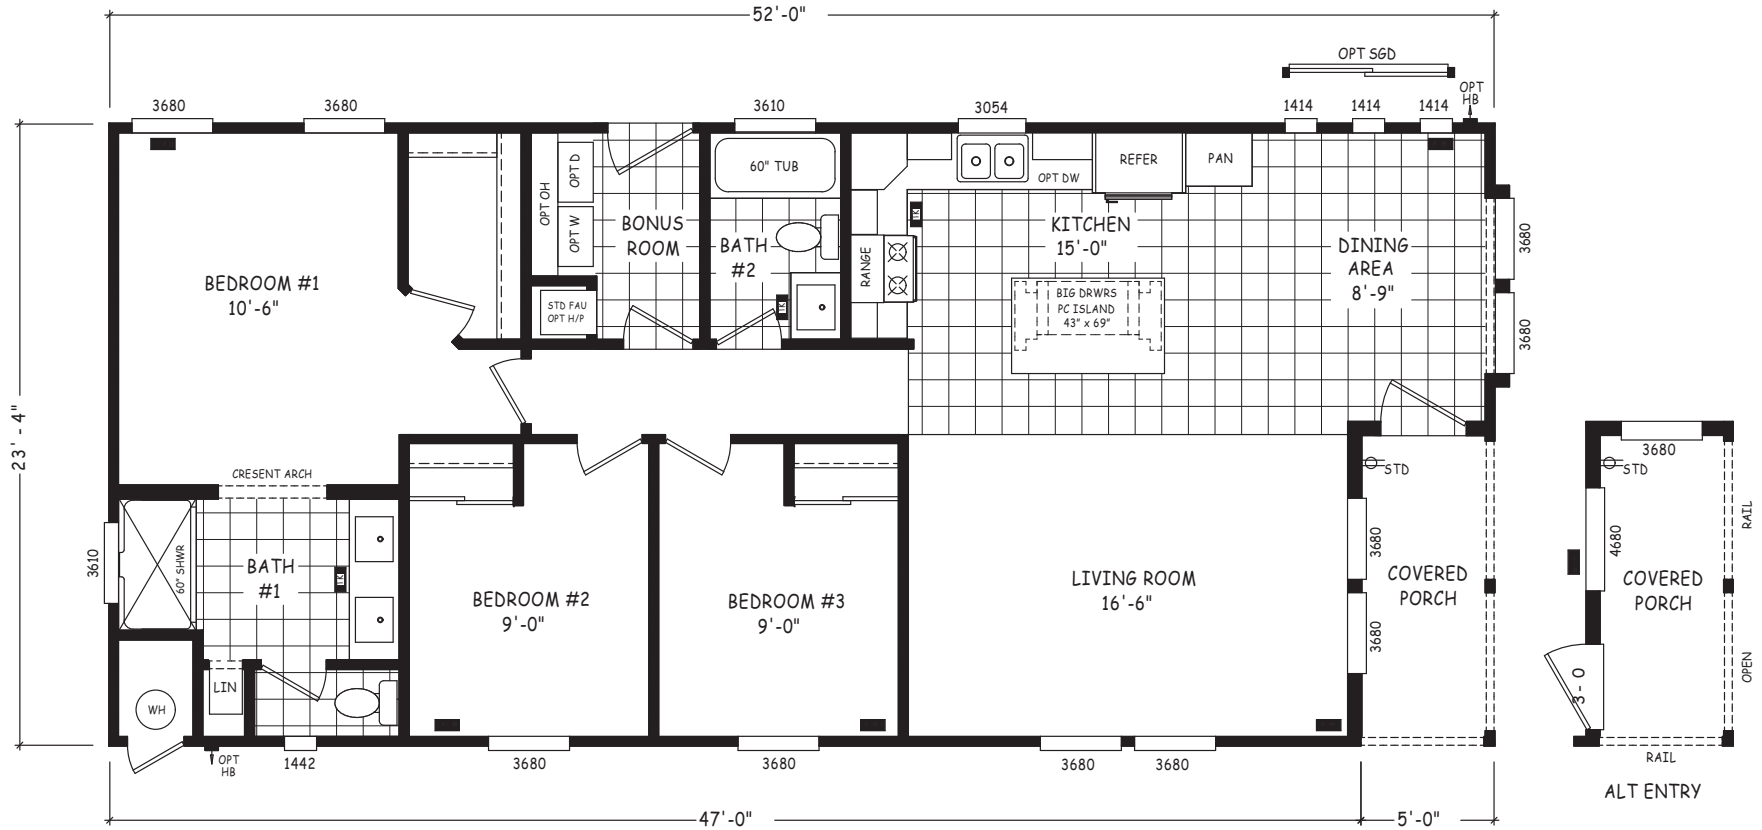 52'-0"
OPT SGD
3680
3680
3610
3054
1414
1414
1414
OPT
HB
OPT OH
OPT D
OPT W
60" TUB
OPT DW
REFER
PAN
BONUS
ROOM
BATH
#2
KITCHEN
15'-0"
DINING
AREA
8'-9"
3680
3680
RANGE
BEDROOM #1
10'-6"
STD FAU
OPT H/P
BIG DRWRS
PC ISLAND
43" x 69"
23' - 4"
CRESENT ARCH
3610
60" SHWR
BATH
#1
BEDROOM #2
9'-0"
BEDROOM #3
9'-0"
LIVING ROOM
16'-6"
STD
3680
3680
COVERED
PORCH
LIN
WH
OPT
HB
1442
3680
3680
3680
3680
47'-0"
5'-0"
3680
STD
4680
RAIL
COVERED
PORCH
3 - 0
OPEN
RAIL
ALT ENTRY